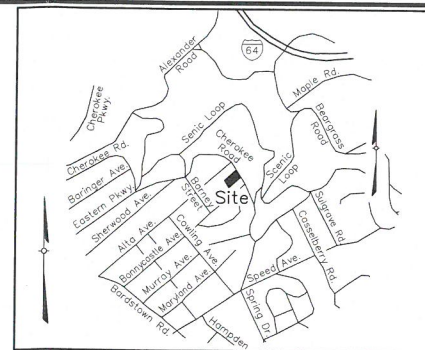 Alexander
Road
64
Maple Rd.
Cherokee
Pkwy.
Senic Loop
Beargrass
Road
Cherokee
Road
Cherokee Rd.
Baringer Ave.
Eastern Pkwy.
Sherwood Ave.
Barney
Street
Scenic
Loop
Site
Sulgrave Rd.
Casselberry Rd.
Alta Ave.
Cowling Ave.
Bonnycastle Ave.
Murray Ave.
Maryland Ave.
Speed Ave.
Bardstown Rd.
Spring Dr.
Hampden